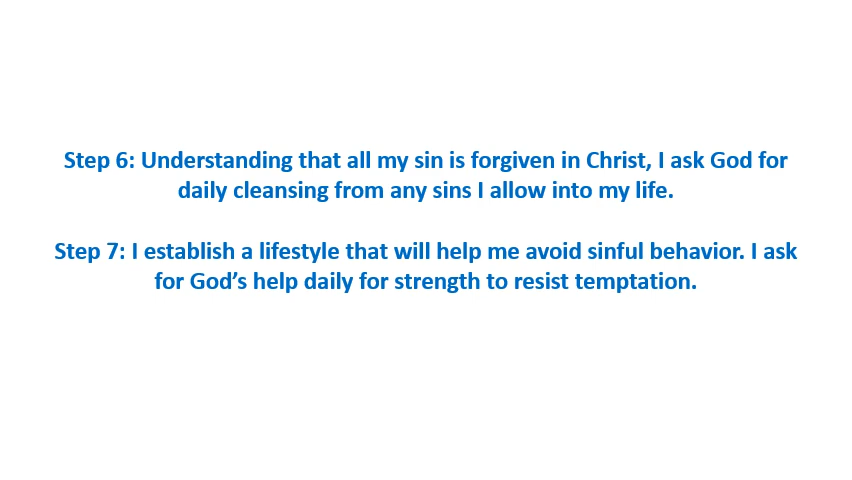 Step 6: Understanding that all my sin is forgiven in Christ, I ask God for
daily cleansing from any sins I allow into my life.
Step 7: I establish a lifestyle that will help me avoid sinful behavior. I ask
for God’s help daily for strength to resist temptation.